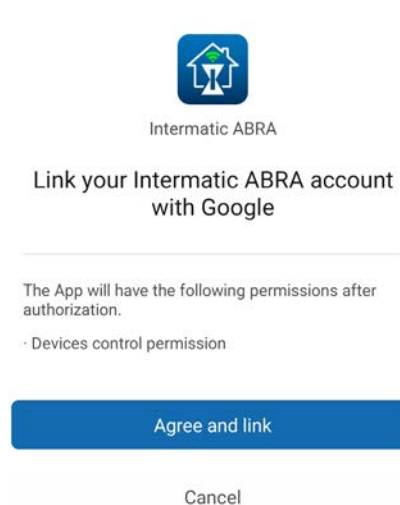 Intermatic ABRA
Link your Intermatic ABRA account
with Google
The App will have the following permissions after
authorization.
· Devices control permission
Agree and link
Cancel